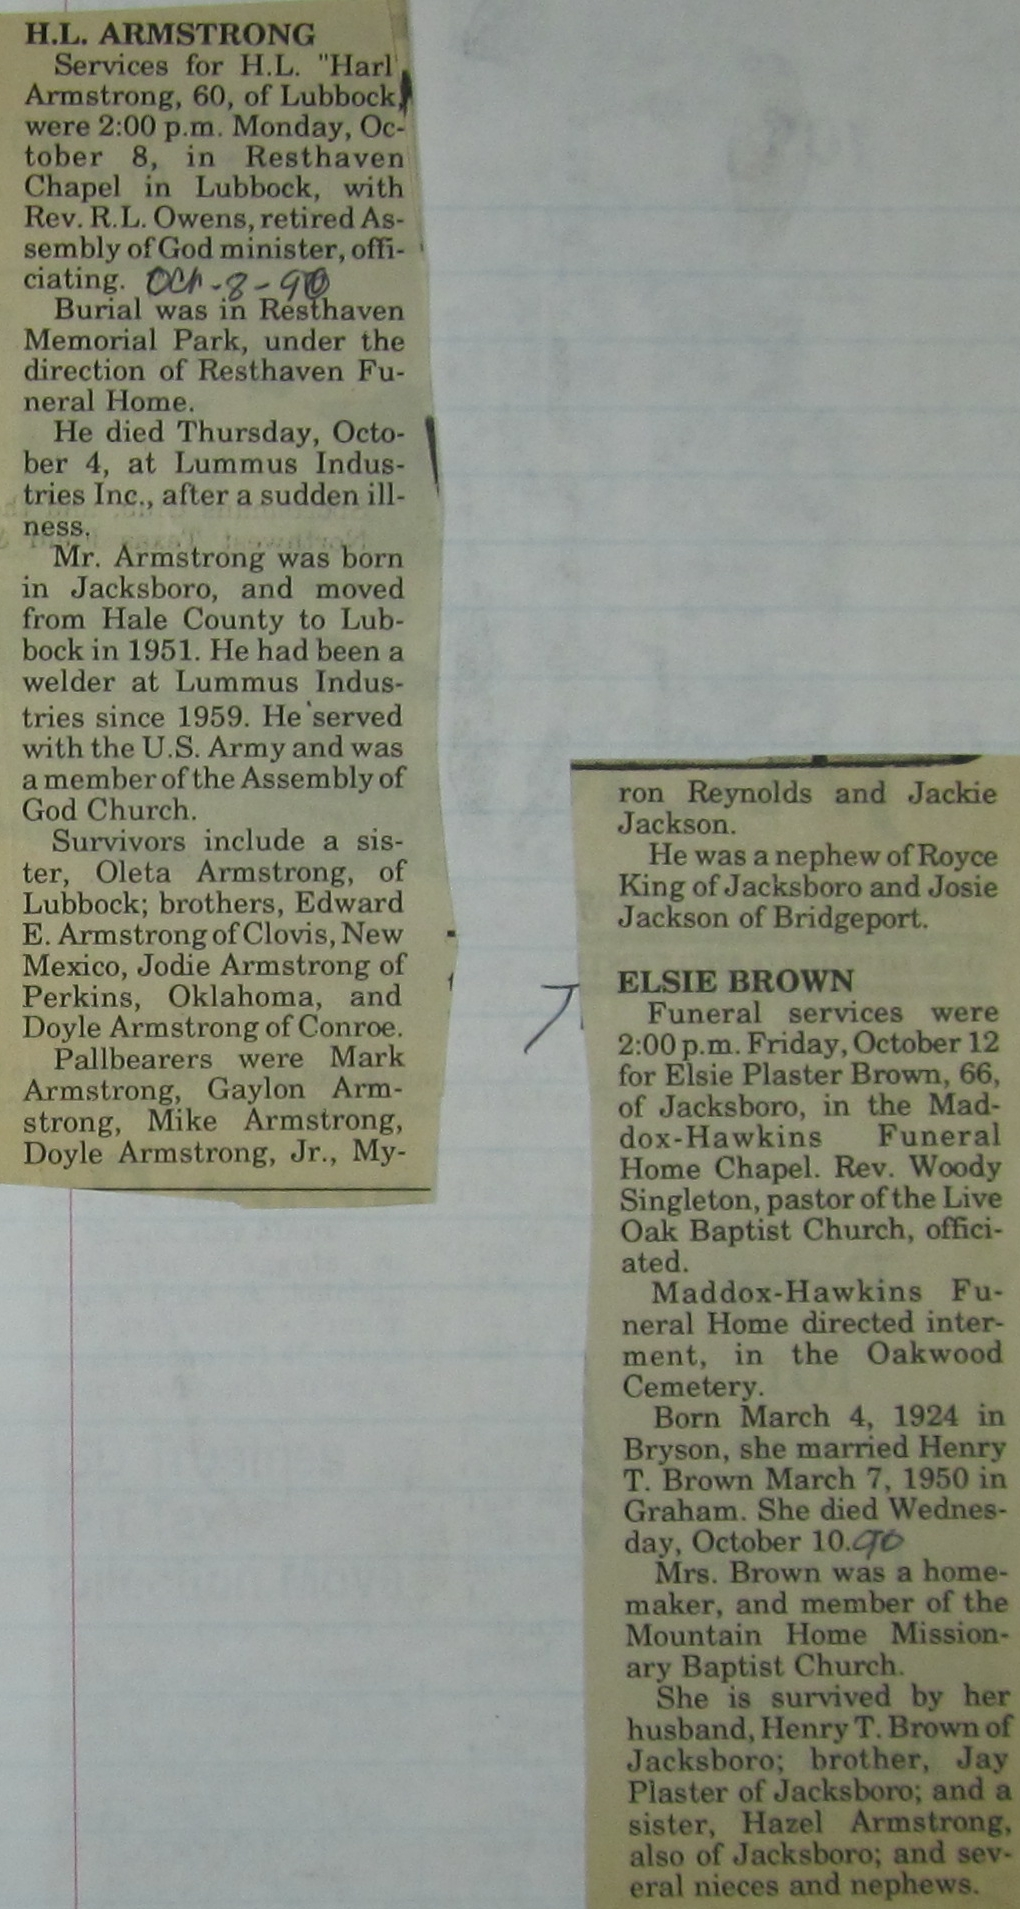 H.L. ARMSTRONG
Services for H.L. "Harl
Armstrong, 60, of Lubbock,
were 2:00 p.m. Monday, Oc-
tober 8, in Resthaven
Chapel in Lubbock, with
Rev. R.L. Owens, retired As-
sembly of God minister, offi-
ciating. Oct-8-90
Burial was in Resthaven
Memorial Park, under the
direction of Resthaven Fu-
neral Home.
He died Thursday, Octo-
ber 4, at Lummus Indus-
tries Inc., after a sudden ill-
ness.
Mr. Armstrong was born
in Jacksboro, and moved
from Hale County to Lub-
bock in 1951. He had been a
welder at Lummus Indus-
tries since 1959. He served
with the U.S. Army and was
a member of the Assembly of
God Church.
Survivors include a sis-
ter, Oleta Armstrong, of
Lubbock; brothers, Edward
E. Armstrong of Clovis, New
Mexico, Jodie Armstrong of
Perkins, Oklahoma, and
Doyle Armstrong of Conroe.
Pallbearers were Mark
Armstrong, Gaylon Arm-
strong, Mike Armstrong,
Doyle Armstrong, Jr., My-
ron Reynolds and Jackie
Jackson.
He was a nephew of Royce
King of Jacksboro and Josie
Jackson of Bridgeport.
ELSIE BROWN
Funeral services were
2:00 p.m. Friday, October 12
for Elsie Plaster Brown, 66,
of Jacksboro, in the Mad-
dox-Hawkins Funeral
Home Chapel. Rev. Woody
Singleton, pastor of the Live
Oak Baptist Church, offici-
ated.
Maddox-Hawkins Fu-
neral Home directed inter-
ment, in the Oakwood
Cemetery.
Born March 4, 1924 in
Bryson, she married Henry
T. Brown March 7, 1950 in
Graham. She died Wednes-
day, October 10. 90
Mrs. Brown was a home-
maker, and member of the
Mountain Home Mission-
ary Baptist Church.
She is survived by her
husband, Henry T. Brown of
Jacksboro; brother, Jay
Plaster of Jacksboro; and a
sister, Hazel Armstrong,
also of Jacksboro; and sev-
eral nieces and nephews.